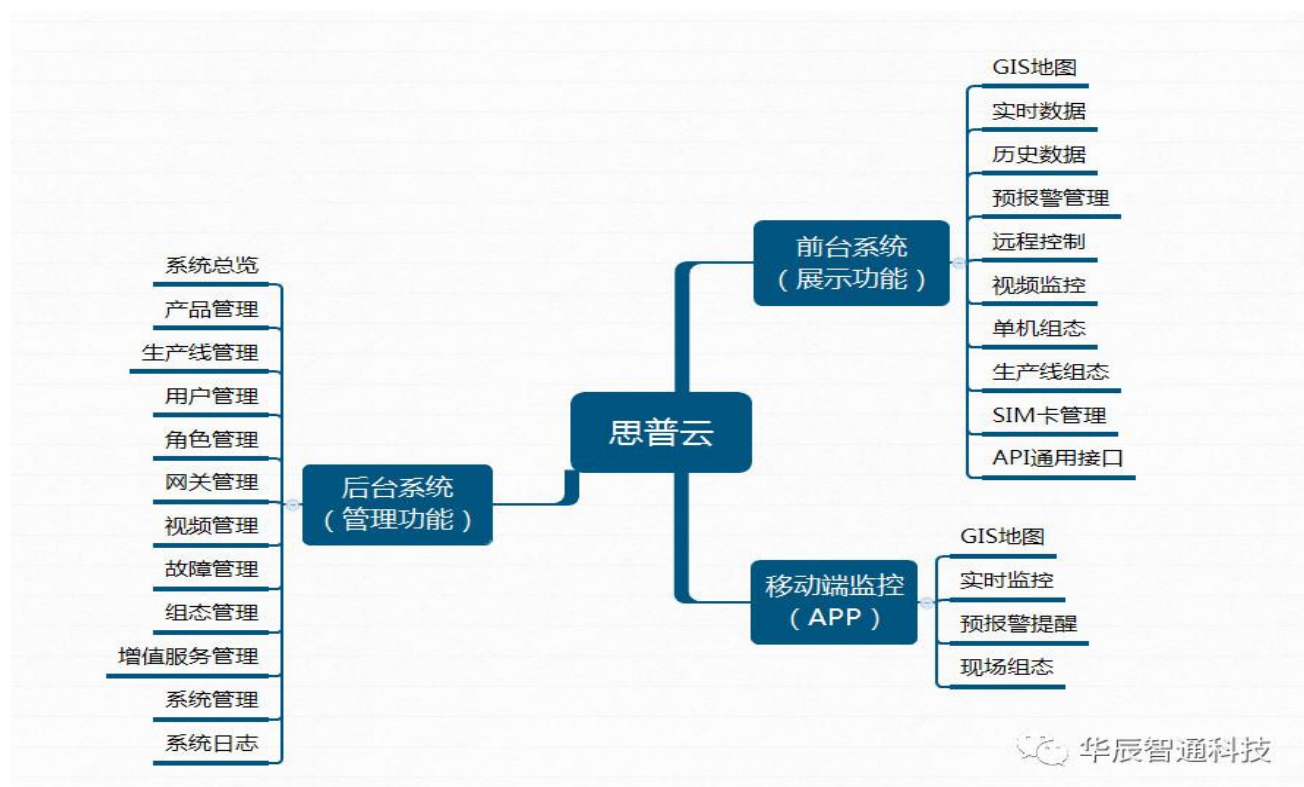 思普云
前台系统
（展示功能）
GIS地图
实时数据
历史数据
预报警管理
远程控制
视频监控
单机组态
生产线组态
SIM卡管理
API通用接口
移动端监控
（APP）
GIS地图
实时监控
预报警提醒
现场组态
后台系统
（管理功能）
系统总览
产品管理
生产线管理
用户管理
角色管理
网关管理
视频管理
故障管理
组态管理
增值服务管理
系统管理
系统日志
华辰智通科技